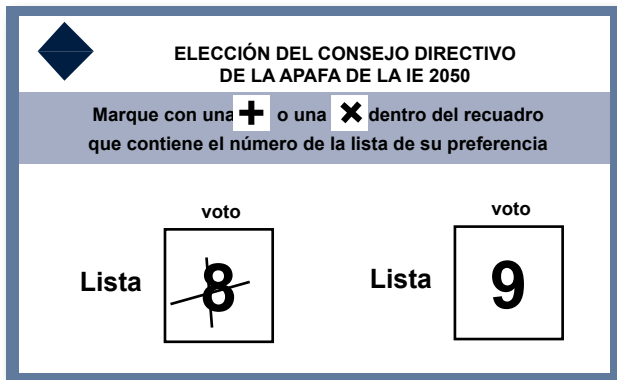 ELECCIÓN DEL CONSEJO DIRECTIVO
DE LA APAFA DE LA IE 2050
Marque con una + o una × dentro del recuadro
que contiene el número de la lista de su preferencia
voto voto
Lista 8 Lista 9